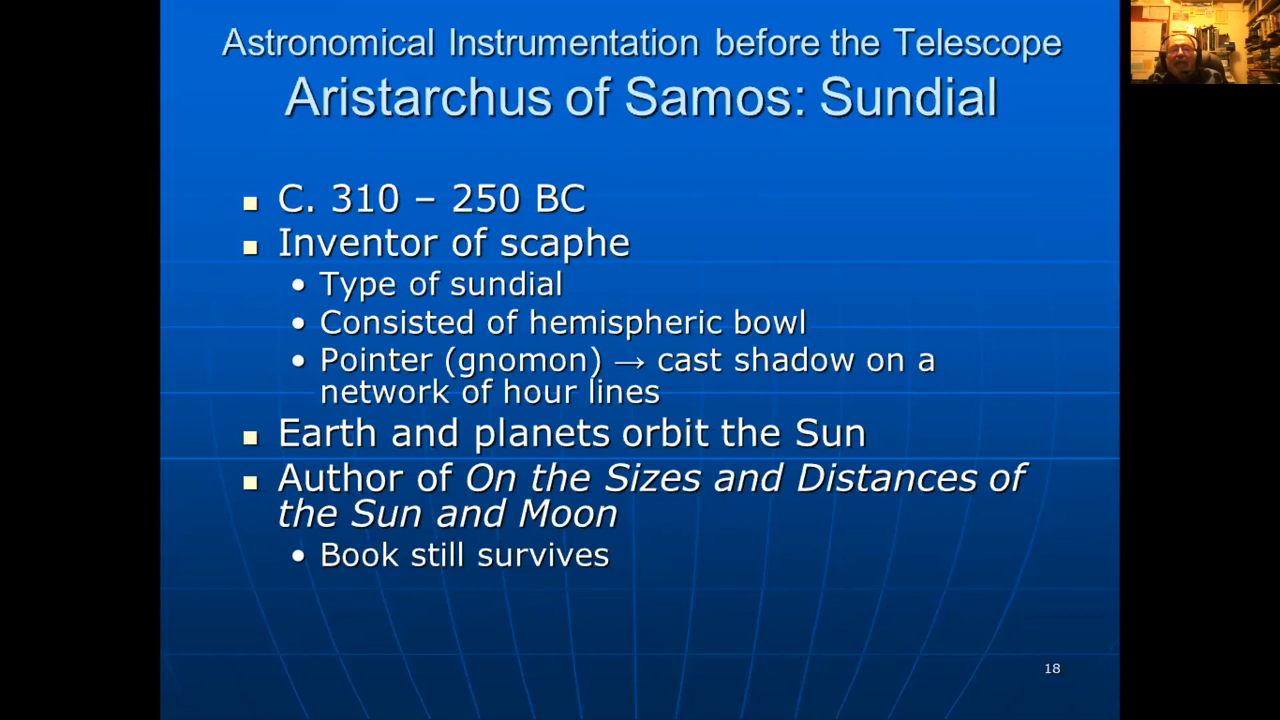 Astronomical Instrumentation before the Telescope
Aristarchus of Samos: Sundial
C. 310 – 250 BC
Inventor of scaphe
Type of sundial
Consisted of hemispheric bowl
Pointer (gnomon) → cast shadow on a
network of hour lines
Earth and planets orbit the Sun
Author of On the Sizes and Distances of
the Sun and Moon
Book still survives
18